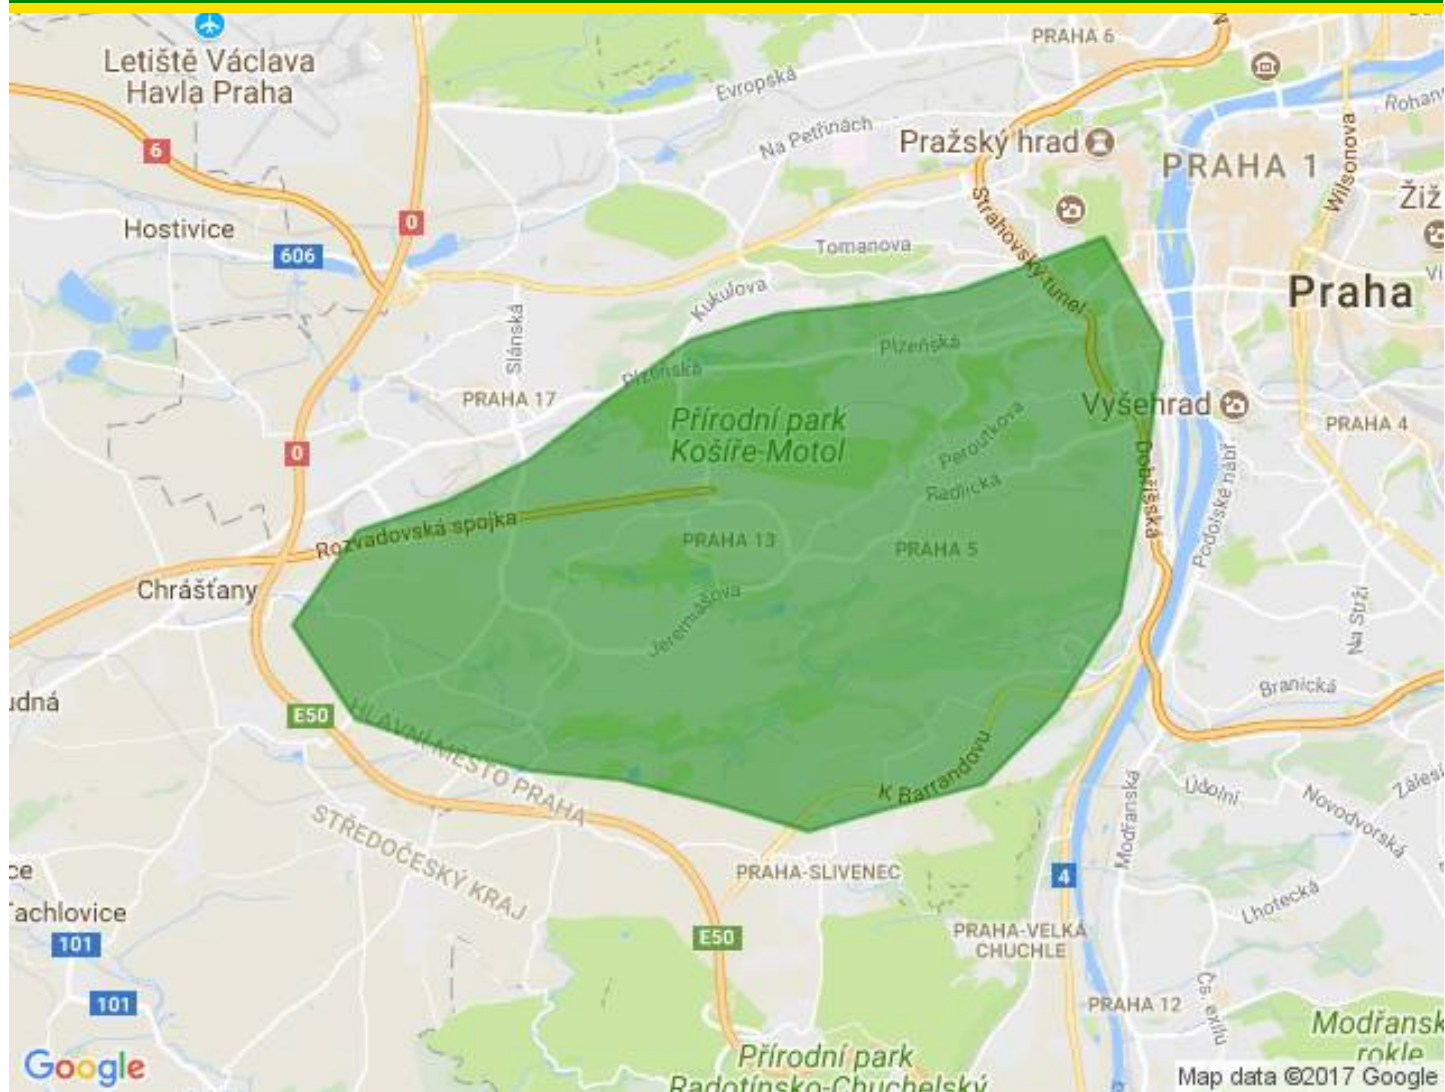 PRAHA 6
Letiště Václava
Havla Praha
Evropská
Rohan
Na Petřinách
Pražský hrad
6
PRAHA 1
Wilsonova
Žiž
0
Hostivice
606
Strahovský tunel
Tomanova
Kukulova
Praha
Vi
Slánská
Plzeňská
Plzeňská
PRAHA 17
Přírodní park
Košíře-Motol
Vyšehrad
Peroutkova
PRAHA 4
0
Radlická
Dobříšská
Podolské nábř.
Rozvadovská spojka
PRAHA 13
PRAHA 5
Chrášťany
Jeremiášova
Na Strži
Branická
udná
E50
HLAVNÍ MĚSTO PRAHA
K Barrandovu
STŘEDOČESKÝ KRAJ
Modřanská
Údolní
Novodvorská
Zálesí
ce
PRAHA-SLIVENEC
4
Lhotecká
Tachlovice
101
E50
PRAHA-VELKÁ
CHUCHLE
101
PRAHA 12
Čs. exilu
Modřansk
rokle
Přírodní park
Radotínsko-Chuchelský
Google
Map data ©2017 Google